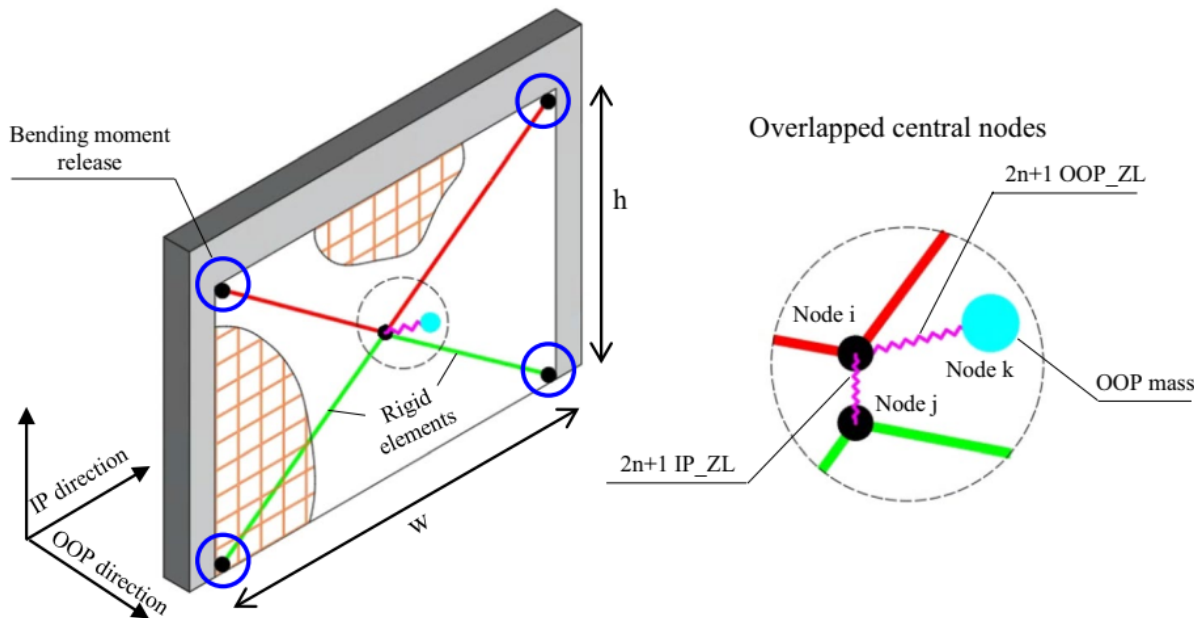 Bending moment
release
h
Rigid
elements
w
IP direction
OOP direction
Overlapped central nodes
2n+1 OOP_ZL
Node i
Node k
OOP mass
Node j
2n+1 IP_ZL